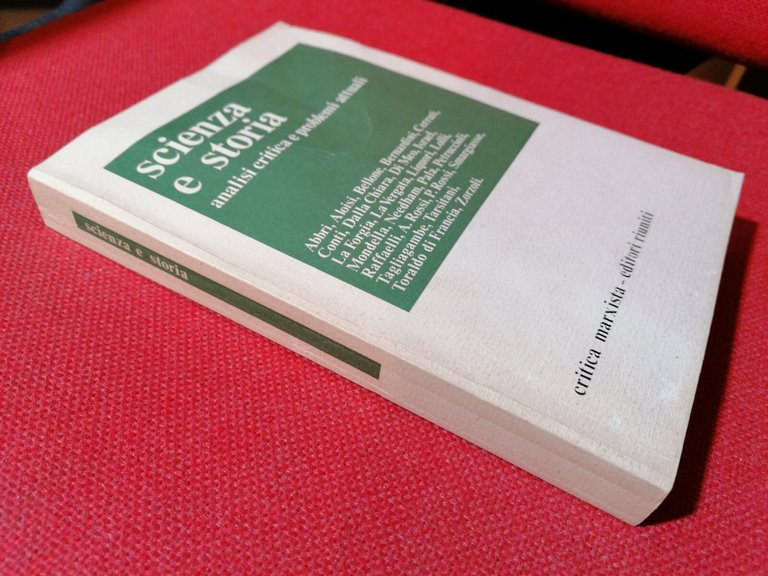 scienza
e storia
analisi critica e problemi attuali
Abbri, Aloisi, Bellone, Bernardini, Cerruti,
Conti, Dalla Chiara, Di Meo, Israel,
La Forgia, La Vergata, Liguori, Lolli,
Mondella, Needham, Pala, Petruccioli,
Raffaelli, A. Rossi, P. Rossi, Smargiasse,
Tagliagambe, Tarsitani,
Toraldo di Francia, Zorzoli.
critica marxista - editori riuniti
scienza e storia